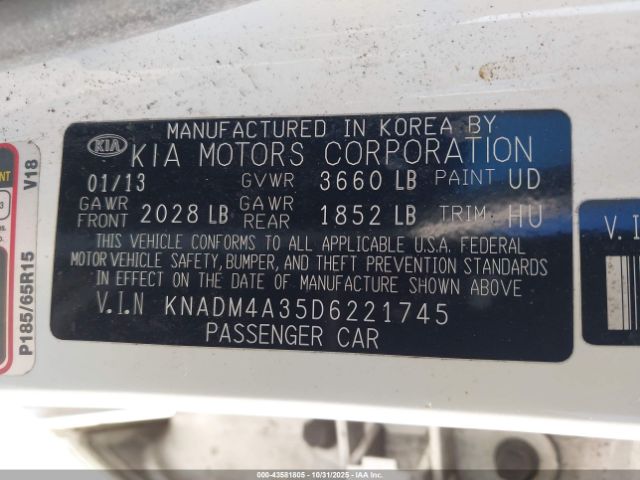 MANUFACTURED IN KOREA BY
KIA KIA MOTORS CORPORATION
01/13 GVWR 3660 LB PAINT UD
GAWR FRONT 2028 LB GAWR REAR 1852 LB TRIM. HU
THIS VEHICLE CONFORMS TO ALL APPLICABLE U.S.A. FEDERAL
MOTOR VEHICLE SAFETY, BUMPER, AND THEFT PREVENTION STANDARDS
IN EFFECT ON THE DATE OF MANUFACTURE SHOWN ABOVE
V.I.N KNADM4A35D6221745
PASSENGER CAR
P185/65R15 V18
V. I
000-43581805 - 10/31/2025 - IAA Inc.